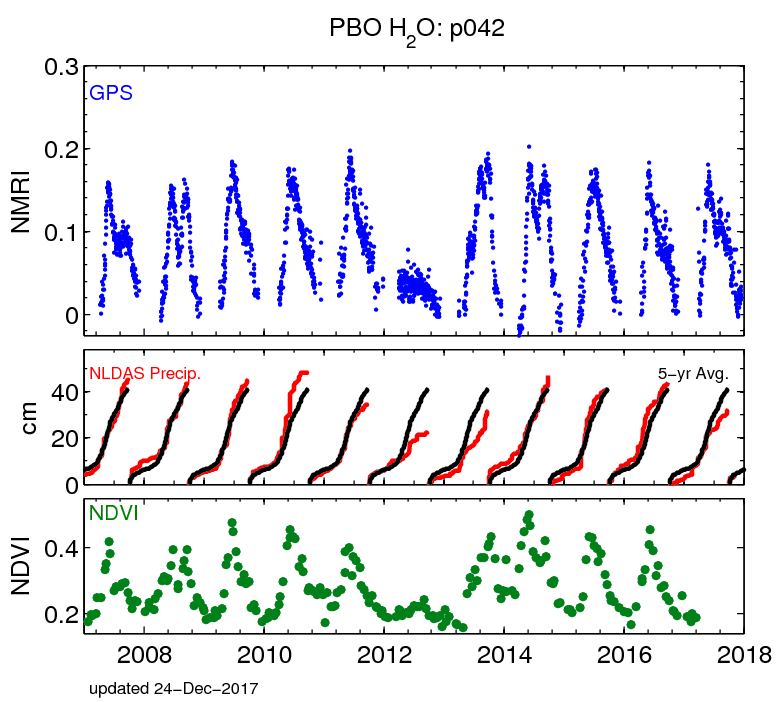 PBO H₂O: p042
0.3
GPS
0.2
NMRI
0.1
0
NLDAS Precip.
5−yr Avg.
40
cm
20
0
NDVI
0.4
NDVI
0.2
2008 2010 2012 2014 2016 2018
updated 24−Dec−2017